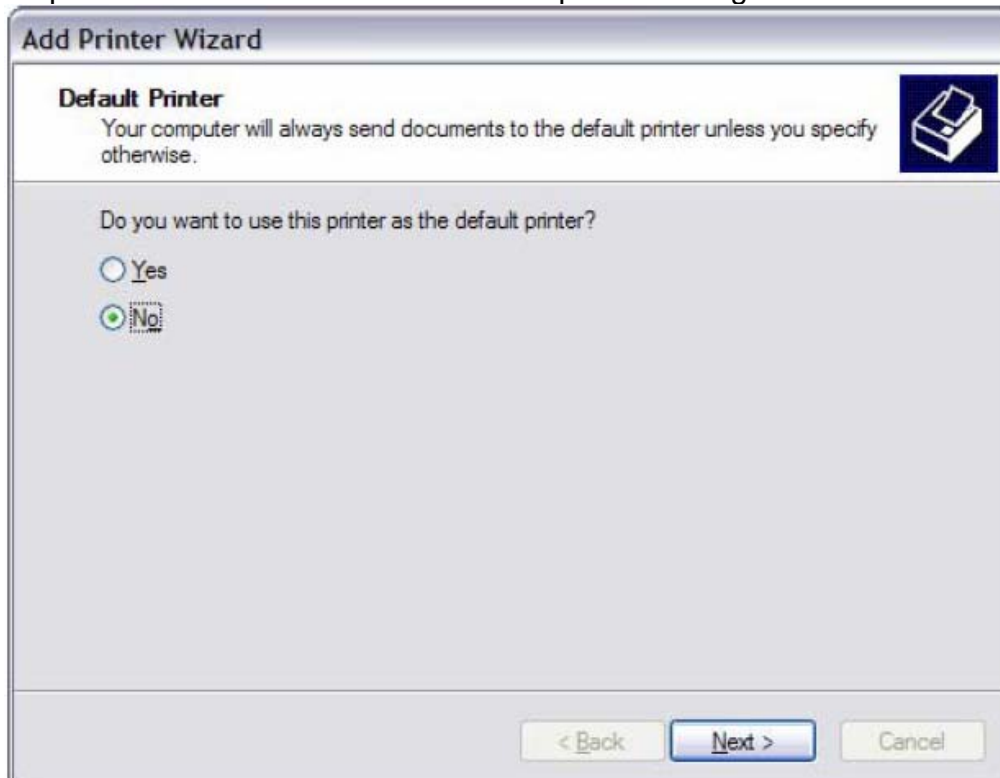 Add Printer Wizard
Default Printer
Your computer will always send documents to the default printer unless you specify
otherwise.
Do you want to use this printer as the default printer?
Yes
No
< Back Next > Cancel